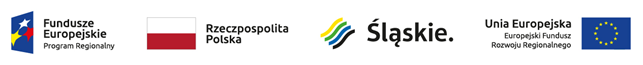 Fundusze
Europejskie
Program Regionalny
Rzeczpospolita
Polska
Śląskie.
Unia Europejska
Europejski Fundusz
Rozwoju Regionalnego